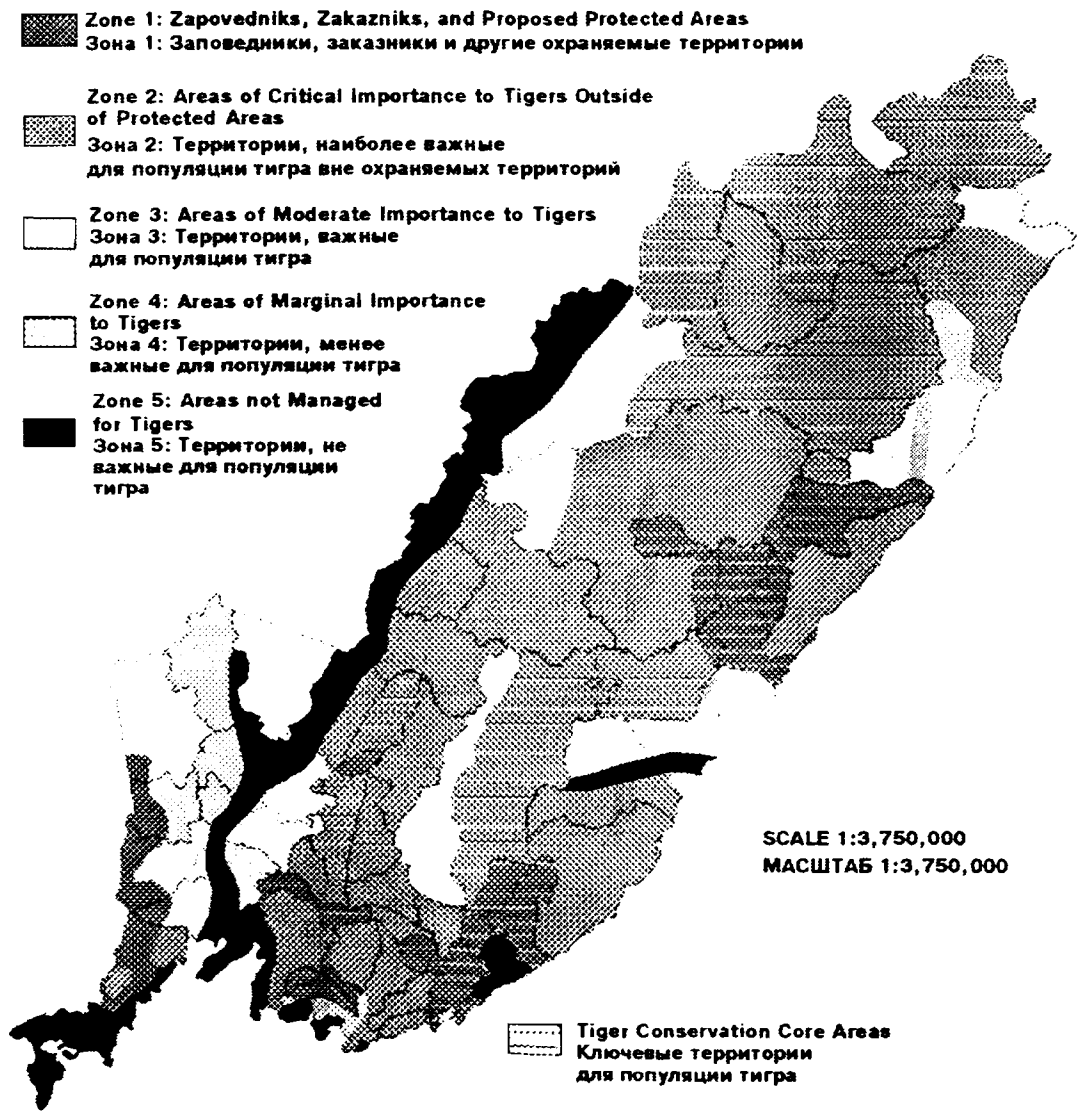 Zone 1: Zapovedniks, Zakazniks, and Proposed Protected Areas
Зона 1: Заповедники, заказники и другие охраняемые территории
Zone 2: Areas of Critical Importance to Tigers Outside
of Protected Areas
Зона 2: Территории, наиболее важные
для популяции тигра вне охраняемых территорий
Zone 3: Areas of Moderate Importance to Tigers
Зона 3: Территории, важные
для популяции тигра
Zone 4: Areas of Marginal Importance
to Tigers
Зона 4: Территории, менее
важные для популяции тигра
Zone 5: Areas not Managed
for Tigers
Зона 5: Территории, не
важные для популяции
тигра
SCALE 1:3,750,000
МАСШТАБ 1:3,750,000
Tiger Conservation Core Areas
Ключевые территории
для популяции тигра